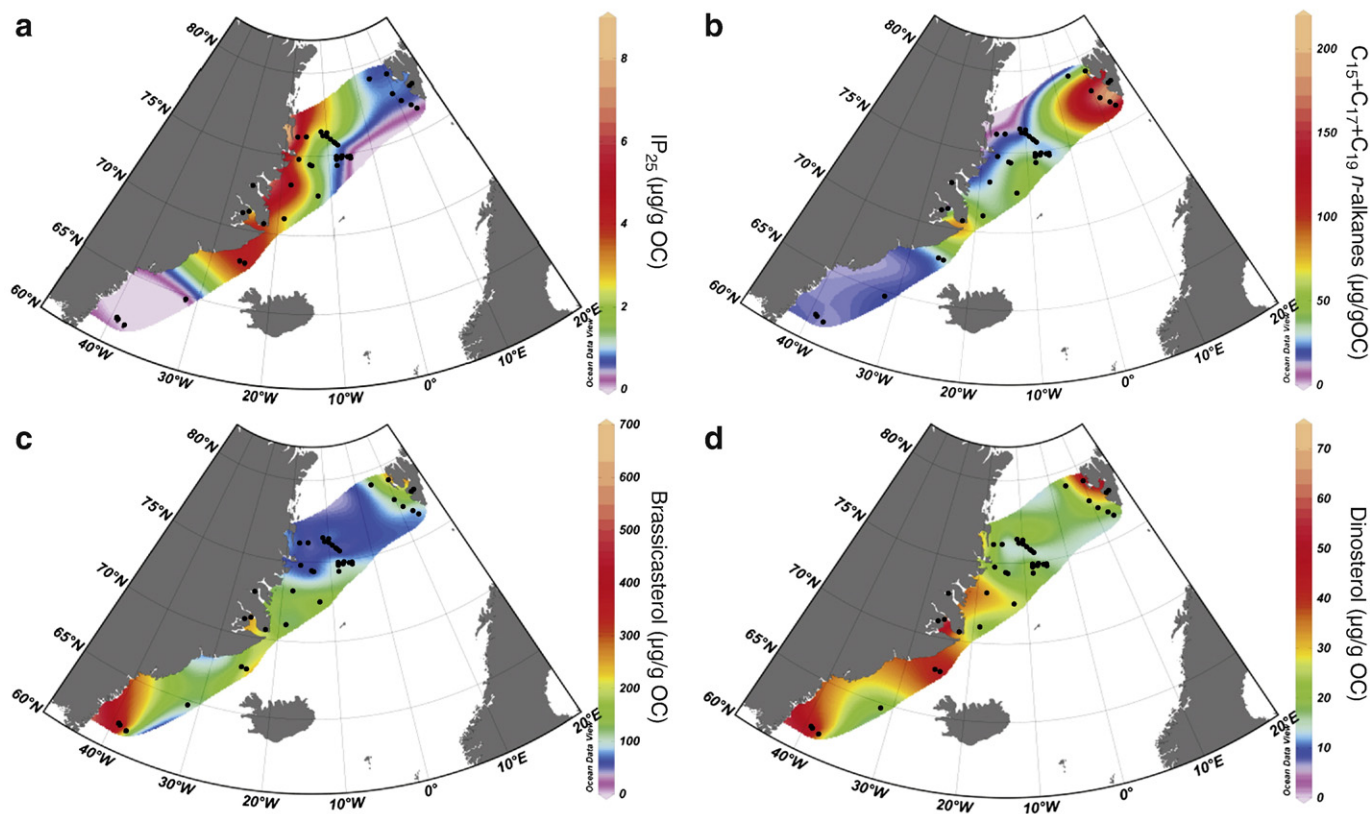 a
80°N
75°N
70°N
65°N
60°N
40°W
30°W
20°W
10°W
0°
10°E
20°E
Ocean Data View
8
6
4
2
0
IP25 (µg/g OC)
b
80°N
75°N
70°N
65°N
60°N
40°W
30°W
20°W
10°W
0°
10°E
20°E
Ocean Data View
200
150
100
50
0
C15+C17+C19 n-alkanes (µg/gOC)
c
80°N
75°N
70°N
65°N
60°N
40°W
30°W
20°W
10°W
0°
10°E
20°E
Ocean Data View
700
600
500
400
300
200
100
0
Brassicasterol (µg/g OC)
d
80°N
75°N
70°N
65°N
60°N
40°W
30°W
20°W
10°W
0°
10°E
20°E
Ocean Data View
70
60
50
40
30
20
10
0
Dinosterol (µg/g OC)